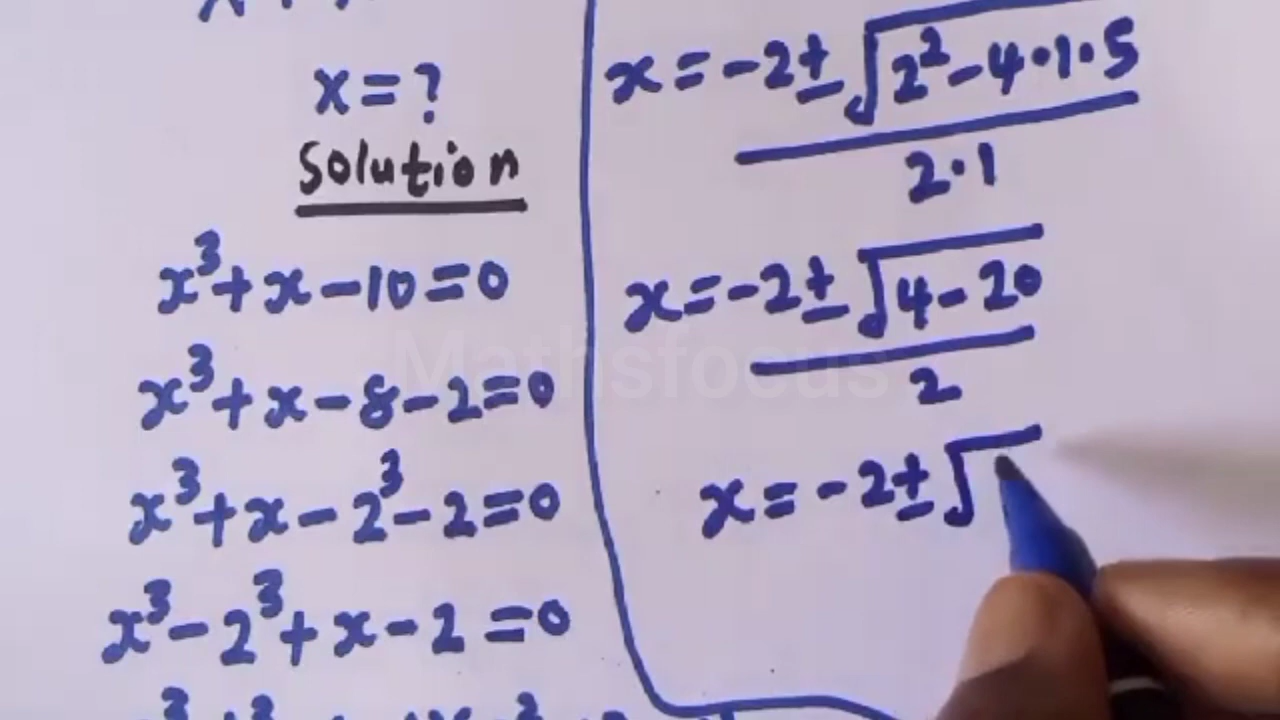 x = ?
Solution
x³ + x - 10 = 0
x³ + x - 8 - 2 = 0
x³ + x - 2³ - 2 = 0
x³ - 2³ + x - 2 = 0
x = -2 ± √(2² - 4·1·5)
2·1
x = -2 ± √(4 - 20)
2
x = -2 ± √
Mathsfocus